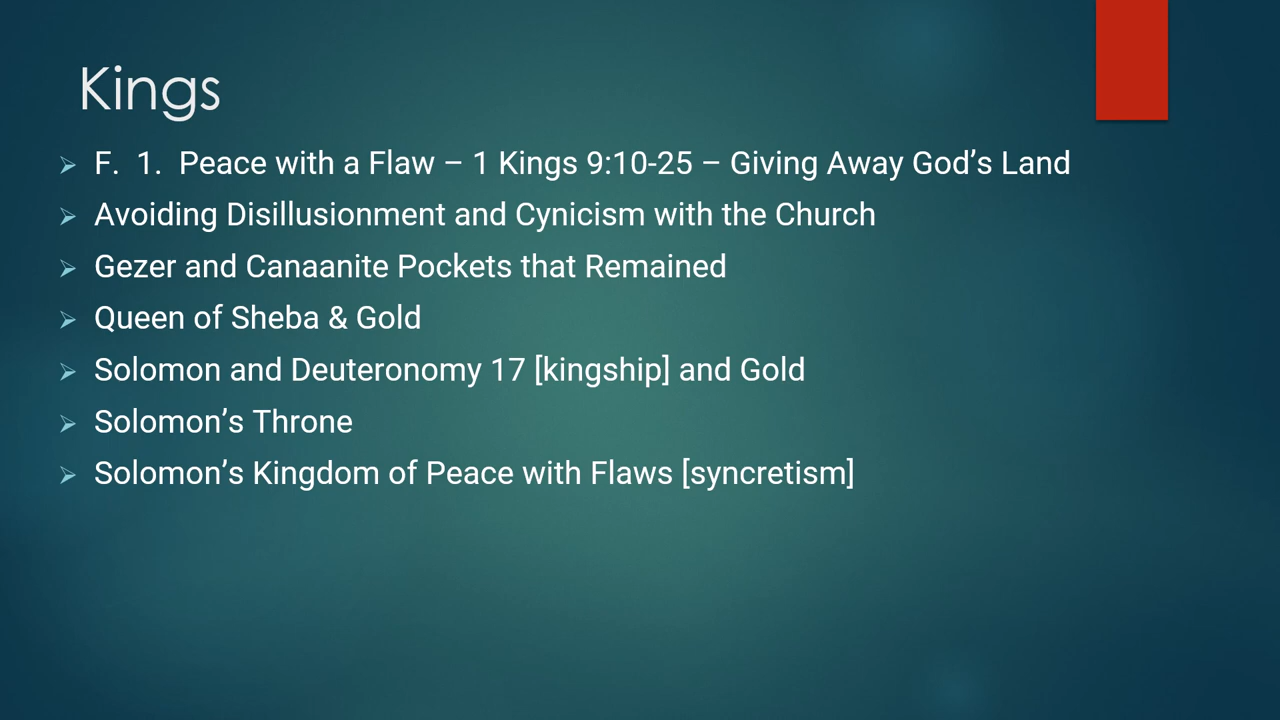 Kings
F. 1. Peace with a Flaw – 1 Kings 9:10-25 – Giving Away God’s Land
Avoiding Disillusionment and Cynicism with the Church
Gezer and Canaanite Pockets that Remained
Queen of Sheba & Gold
Solomon and Deuteronomy 17 [kingship] and Gold
Solomon’s Throne
Solomon’s Kingdom of Peace with Flaws [syncretism]